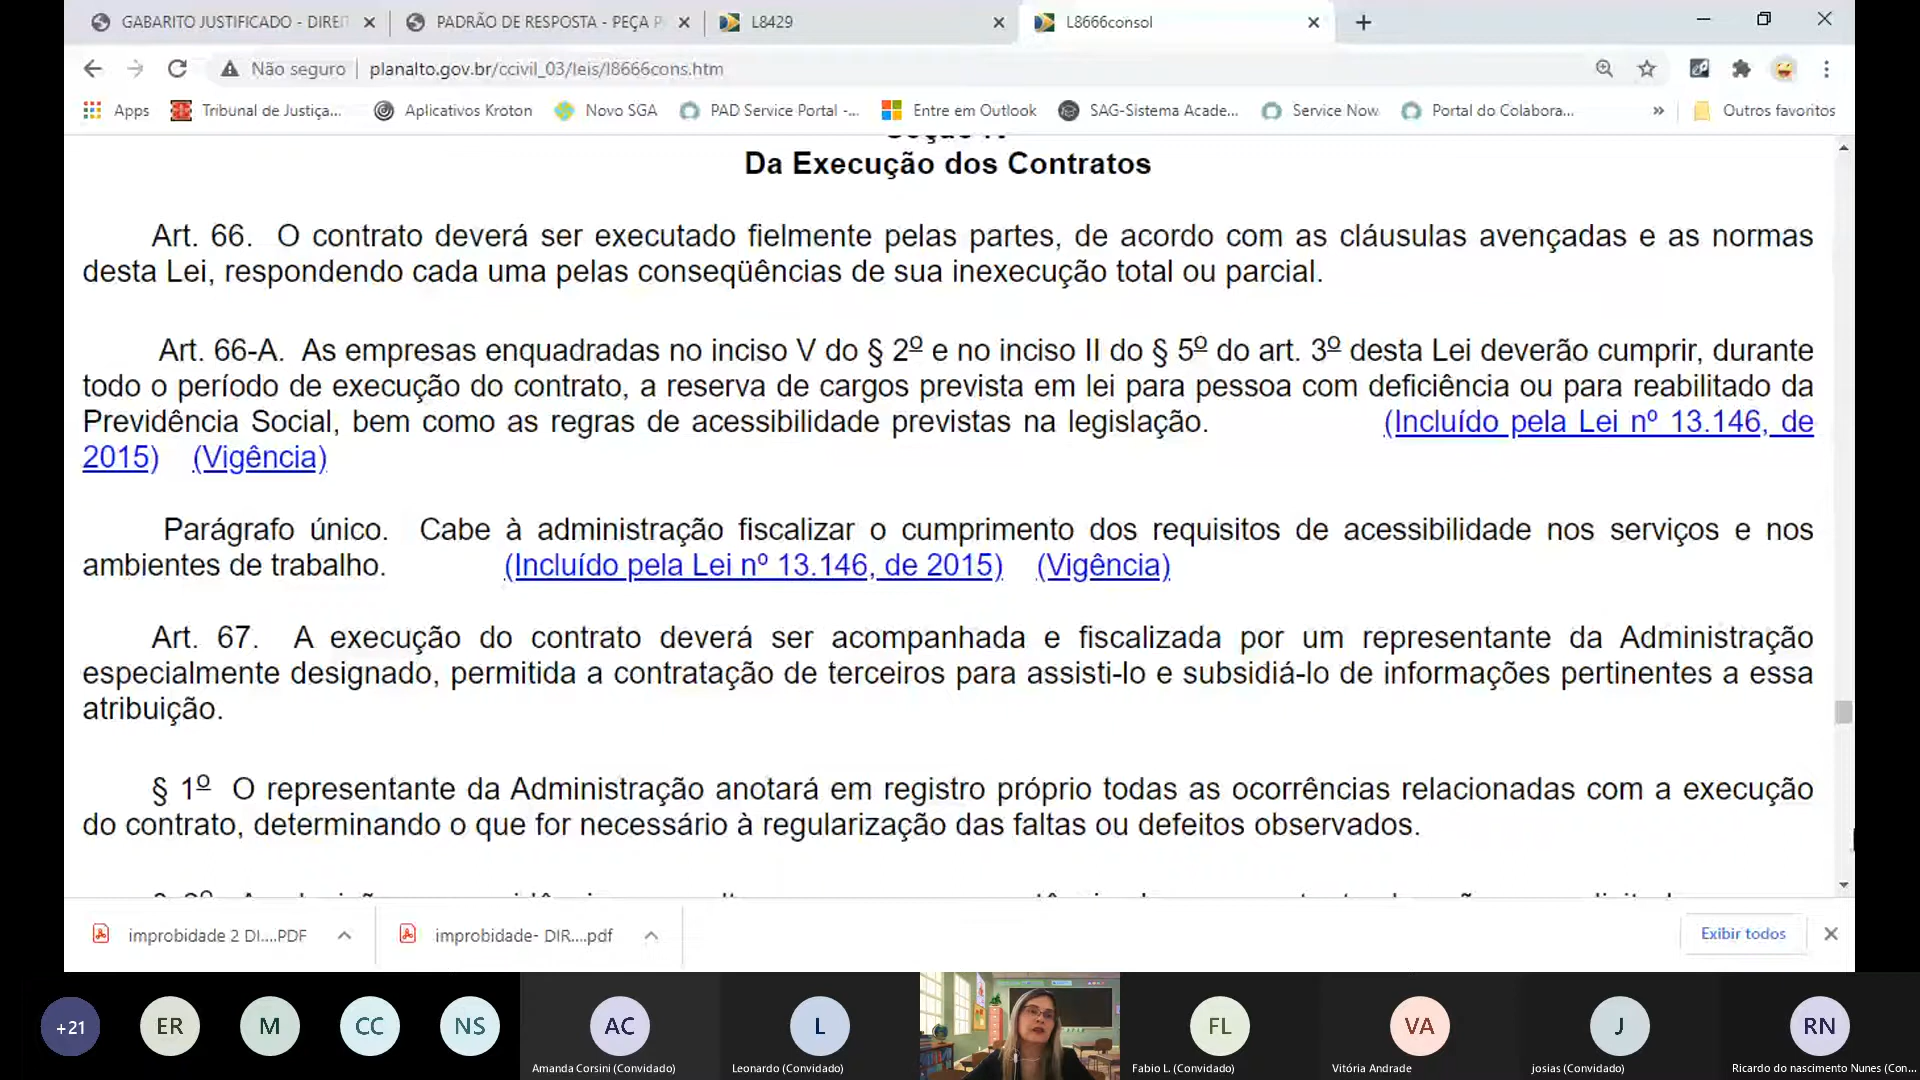 GABARITO JUSTIFICADO - DIREI
PADRÃO DE RESPOSTA - PEÇA P
L8429
L8666consol
Não seguro
planalto.gov.br/ccivil_03/leis/l8666cons.htm
Apps
Tribunal de Justiça...
Aplicativos Kroton
Novo SGA
PAD Service Portal -...
Entre em Outlook
SAG-Sistema Acade...
Service Now
Portal do Colabora...
»
Outros favoritos
Da Execução dos Contratos
Art. 66. O contrato deverá ser executado fielmente pelas partes, de acordo com as cláusulas avençadas e as normas
desta Lei, respondendo cada uma pelas conseqüências de sua inexecução total ou parcial.
Art. 66-A. As empresas enquadradas no inciso V do § 2º e no inciso II do § 5º do art. 3º desta Lei deverão cumprir, durante
todo o período de execução do contrato, a reserva de cargos prevista em lei para pessoa com deficiência ou para reabilitado da
Previdência Social, bem como as regras de acessibilidade previstas na legislação. (Incluído pela Lei nº 13.146, de
2015) (Vigência)
Parágrafo único. Cabe à administração fiscalizar o cumprimento dos requisitos de acessibilidade nos serviços e nos
ambientes de trabalho. (Incluído pela Lei nº 13.146, de 2015) (Vigência)
Art. 67. A execução do contrato deverá ser acompanhada e fiscalizada por um representante da Administração
especialmente designado, permitida a contratação de terceiros para assisti-lo e subsidiá-lo de informações pertinentes a essa
atribuição.
§ 1º O representante da Administração anotará em registro próprio todas as ocorrências relacionadas com a execução
do contrato, determinando o que for necessário à regularização das faltas ou defeitos observados.
improbidade 2 DI....PDF
improbidade- DIR....pdf
Exibir todos
+21
ER
M
CC
NS
AC
L
FL
VA
J
RN
Amanda Corsini (Convidado)
Leonardo (Convidado)
Fabio L. (Convidado)
Vitória Andrade
josias (Convidado)
Ricardo do nascimento Nunes (Con...